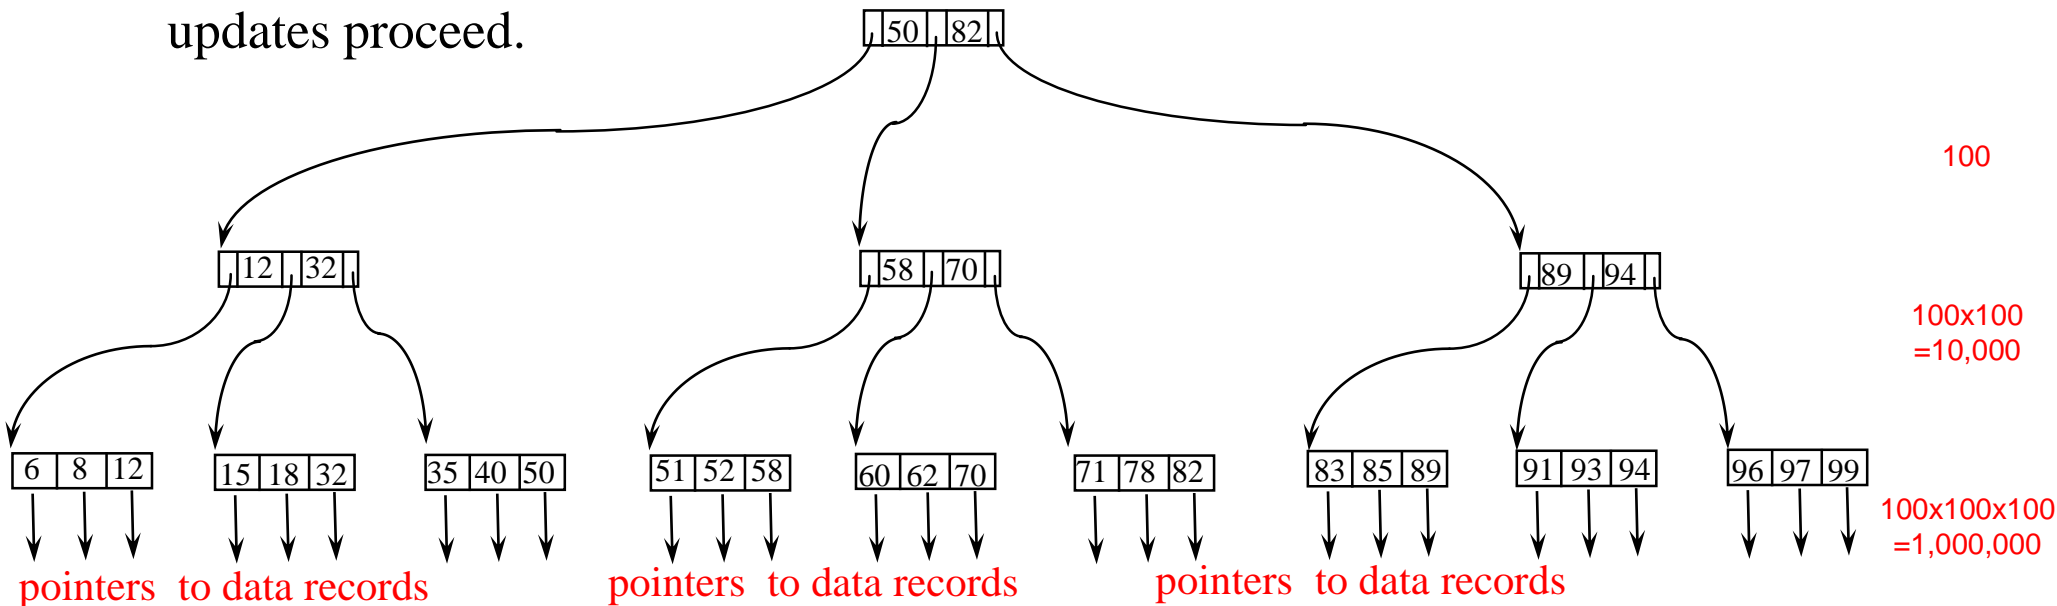 updates proceed.
50 82
100
12 32
58 70
89 94
100x100
=10,000
6 8 12
15 18 32
35 40 50
51 52 58
60 62 70
71 78 82
83 85 89
91 93 94
96 97 99
100x100x100
=1,000,000
pointers to data records
pointers to data records
pointers to data records